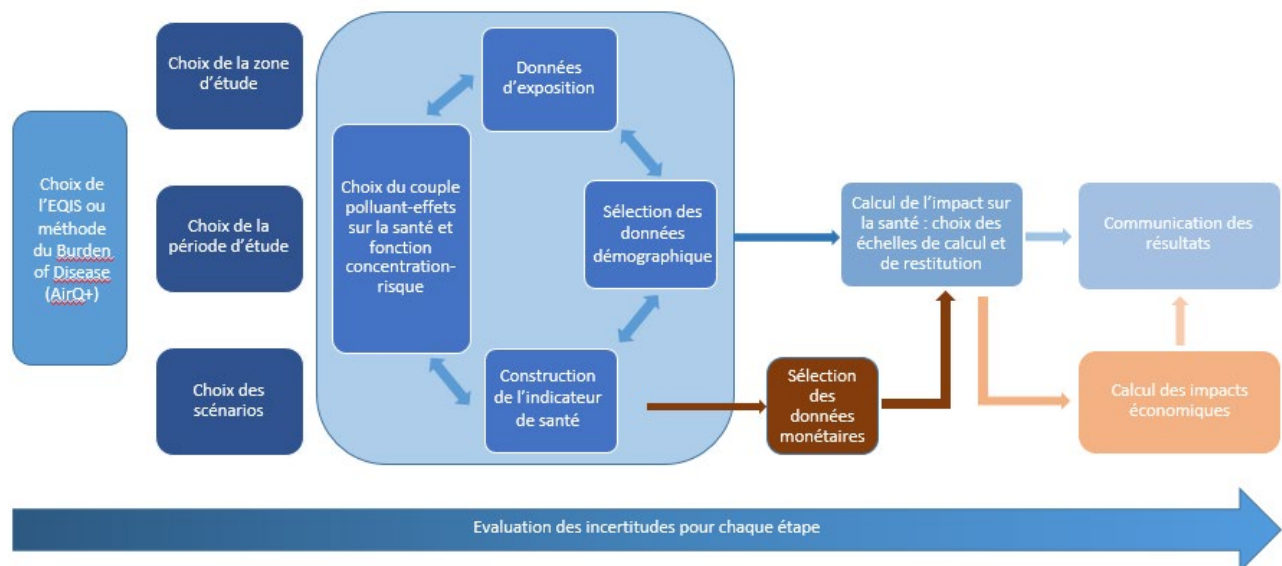 Choix de
l'EQIS ou
méthode
du Burden
of Disease
(AirQ+)
Choix de la zone
d'étude
Choix de la
période d'étude
Choix des
scénarios
Données
d'exposition
Choix du couple
polluant-effets
sur la santé et
fonction
concentration-
risque
Sélection des
données
démographique
Construction
de l'indicateur
de santé
Sélection
des
données
monétaires
Calcul de l'impact sur
la santé : choix des
échelles de calcul et
de restitution
Communication des
résultats
Calcul des impacts
économiques
Evaluation des incertitudes pour chaque étape